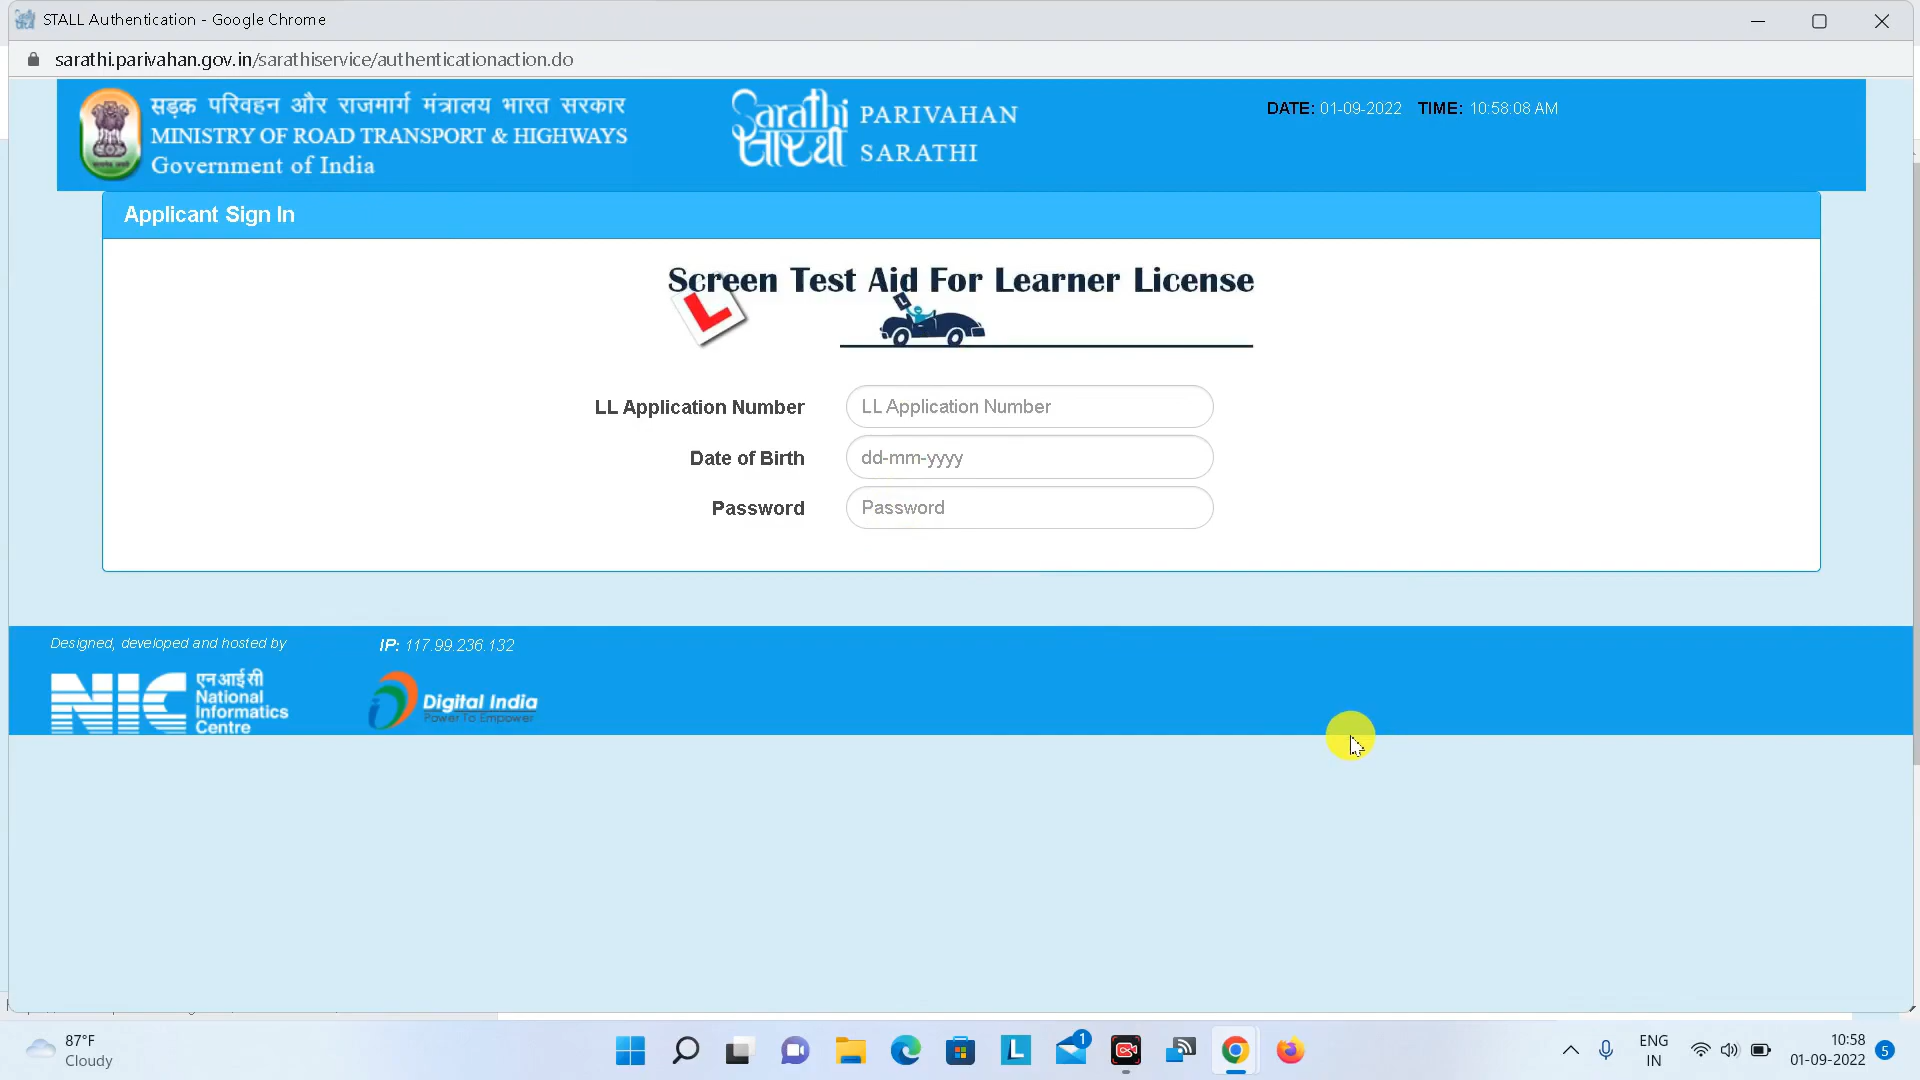 STALL Authentication - Google Chrome
sarathi.parivahan.gov.in/sarathiservice/authenticationaction.do
सड़क परिवहन और राजमार्ग मंत्रालय भारत सरकार
MINISTRY OF ROAD TRANSPORT & HIGHWAYS
Government of India
Sarathi
सारथी
PARIVAHAN
SARATHI
DATE: 01-09-2022 TIME: 10:58:08 AM
Applicant Sign In
Screen Test Aid For Learner License
L
LL Application Number
LL Application Number
Date of Birth
dd-mm-yyyy
Password
Password
Designed, developed and hosted by
IP: 117.99.236.132
NIC
एन आई सी
National
Informatics
Centre
Digital India
Power To Empower
87°F
Cloudy
L
1
ENG
IN
10:58
01-09-2022
5